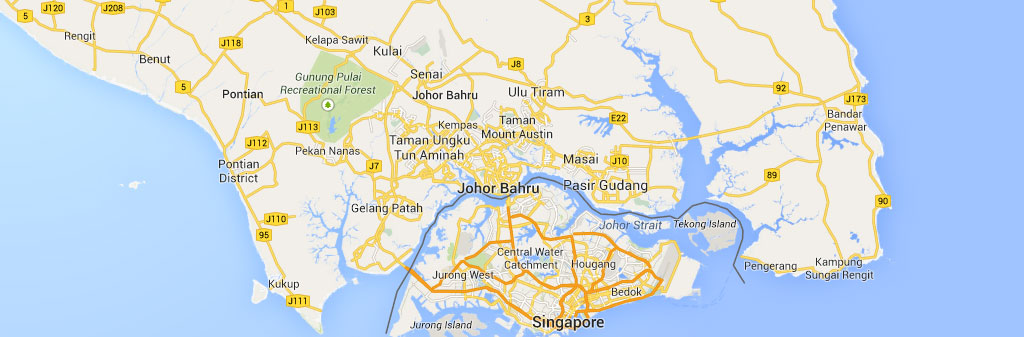 J120
J103
5
1
3
Rengit
J208
Kelapa Sawit
J118
Kulai
Benut
J8
Senai
Gunung Pulai
Recreational Forest
5
92
Pontian
Johor Bahru
Ulu Tiram
J173
Bandar
Penawar
J113
Kempas
Taman
Mount Austin
E22
J112
Taman Ungku
Tun Aminah
Pekan Nanas
Masai
J10
Pontian
District
J7
89
Johor Bahru
Pasir Gudang
90
Gelang Patah
J110
Johor Strait
Tekong Island
95
Central Water
Catchment
Hougang
Pengerang
Kampung
Sungai Rengit
Jurong West
Kukup
Bedok
J111
Jurong Island
Singapore